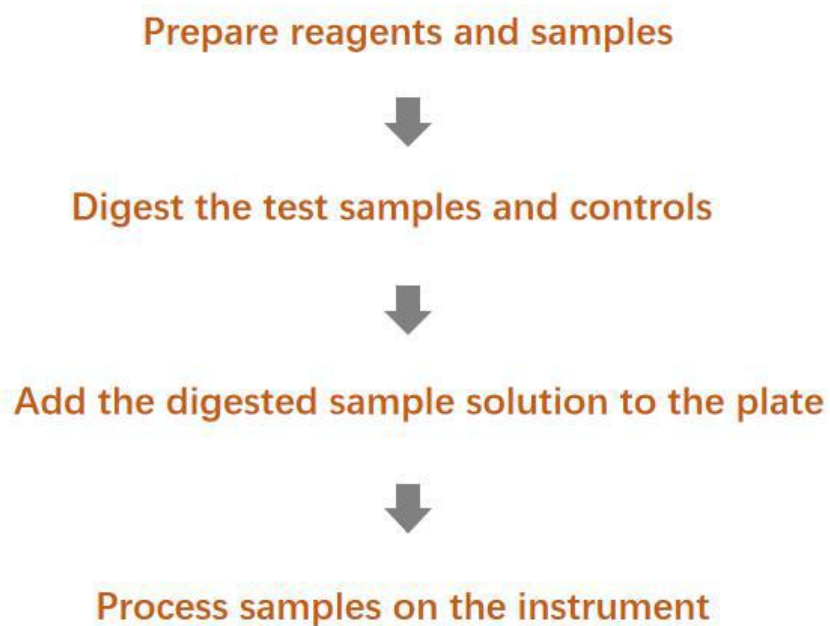 Prepare reagents and samples
Digest the test samples and controls
Add the digested sample solution to the plate
Process samples on the instrument